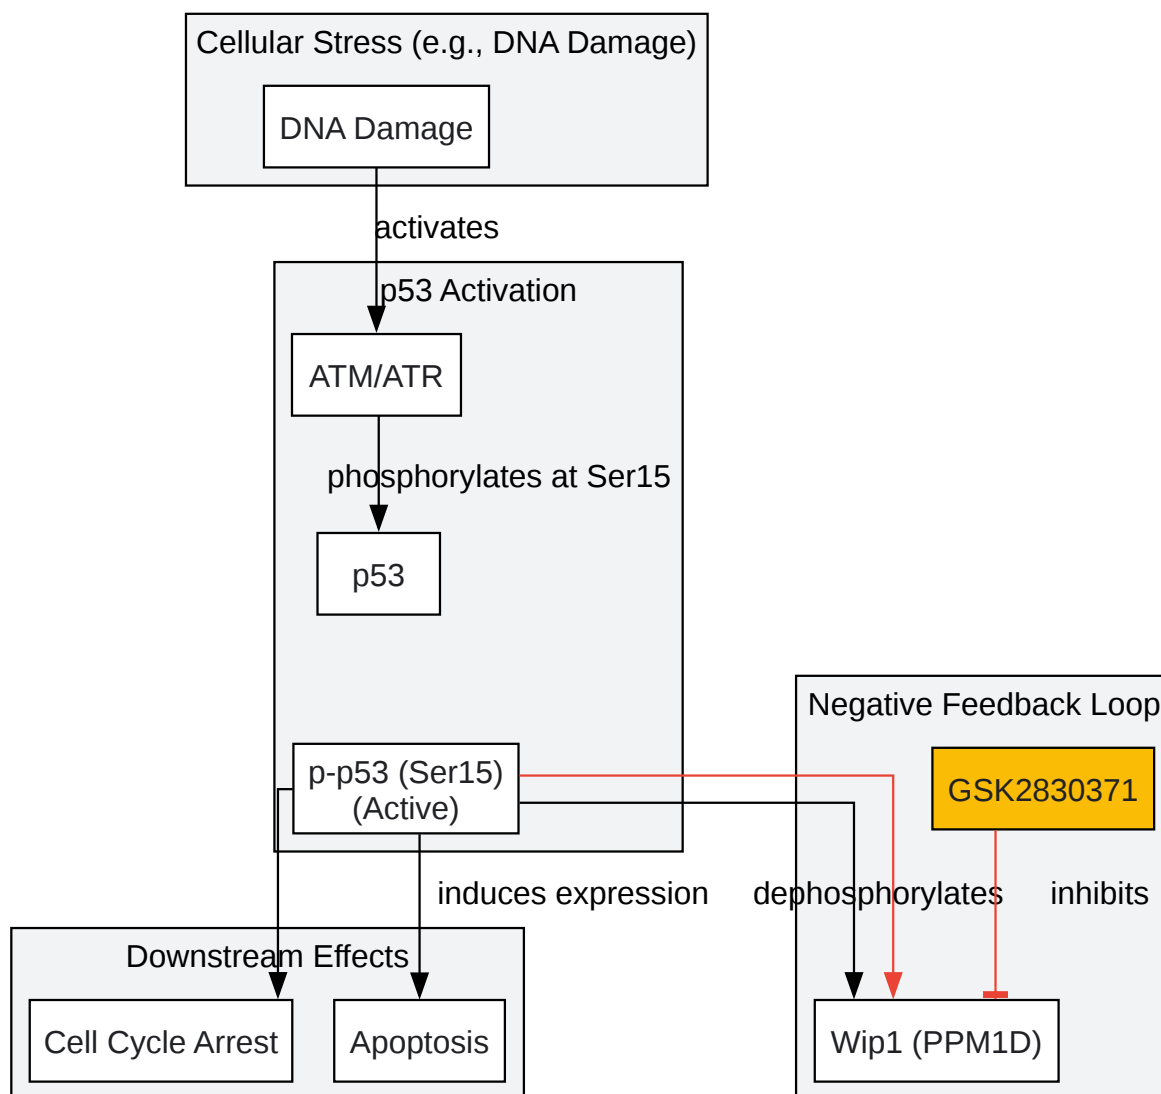 Cellular Stress (e.g., DNA Damage)
DNA Damage
activates
p53 Activation
ATM/ATR
phosphorylates at Ser15
p53
Negative Feedback Loop
p-p53 (Ser15)
(Active)
GSK2830371
induces expression
dephosphorylates
inhibits
Downstream Effects
Cell Cycle Arrest
Apoptosis
Wip1 (PPM1D)